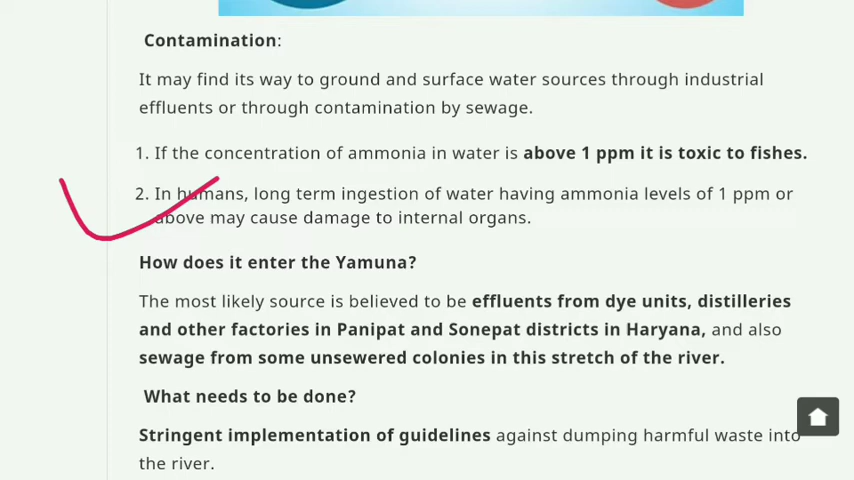 Contamination:
It may find its way to ground and surface water sources through industrial
effluents or through contamination by sewage.
1. If the concentration of ammonia in water is above 1 ppm it is toxic to fishes.
2. In humans, long term ingestion of water having ammonia levels of 1 ppm or
above may cause damage to internal organs.
How does it enter the Yamuna?
The most likely source is believed to be effluents from dye units, distilleries
and other factories in Panipat and Sonepat districts in Haryana, and also
sewage from some unsewered colonies in this stretch of the river.
What needs to be done?
Stringent implementation of guidelines against dumping harmful waste into
the river.